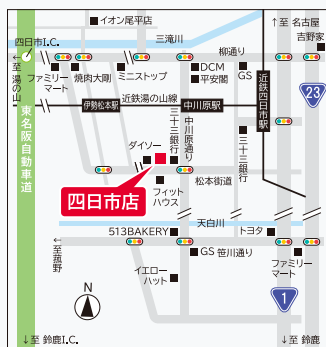 イオン尾平店
↑至 名古屋
三滝川
柳通り
吉野家
四日市I.C.
←至 湯の山
ファミリー
マート
焼肉大剛
ミニストップ
DCM
平安閣
GS
近鉄四日市駅
23
近鉄湯の山線
伊勢松本駅
中川原駅
東名阪自動車道
ダイソー
三十三銀行
中川原通り
三十三銀行
松本街道
四日市店
フィット
ハウス
天白川
513BAKERY
トヨタ
←至 菰野
GS
笹川通り
イエロー
ハット
ファミリー
マート
N
1
↓至 鈴鹿I.C.
↓至 鈴鹿